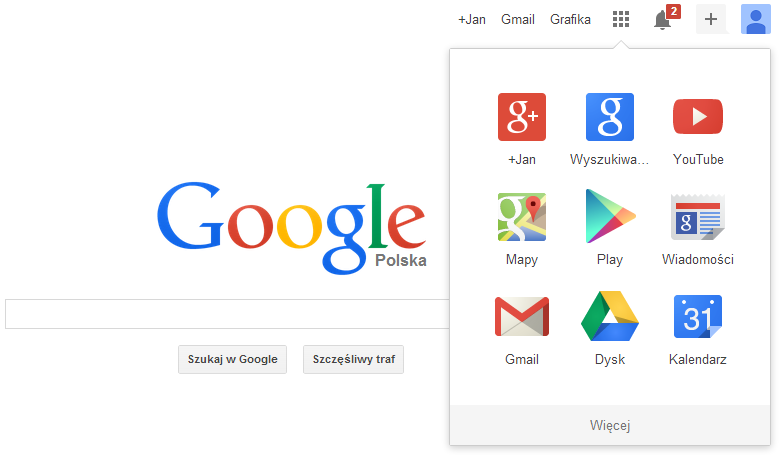 +Jan Gmail Grafika 2
g+ g
+Jan Wyszukiwa... YouTube
Google
Polska
g g
Mapy Play Wiadomości
31
Gmail Dysk Kalendarz
Szukaj w Google Szczęśliwy traf
Więcej